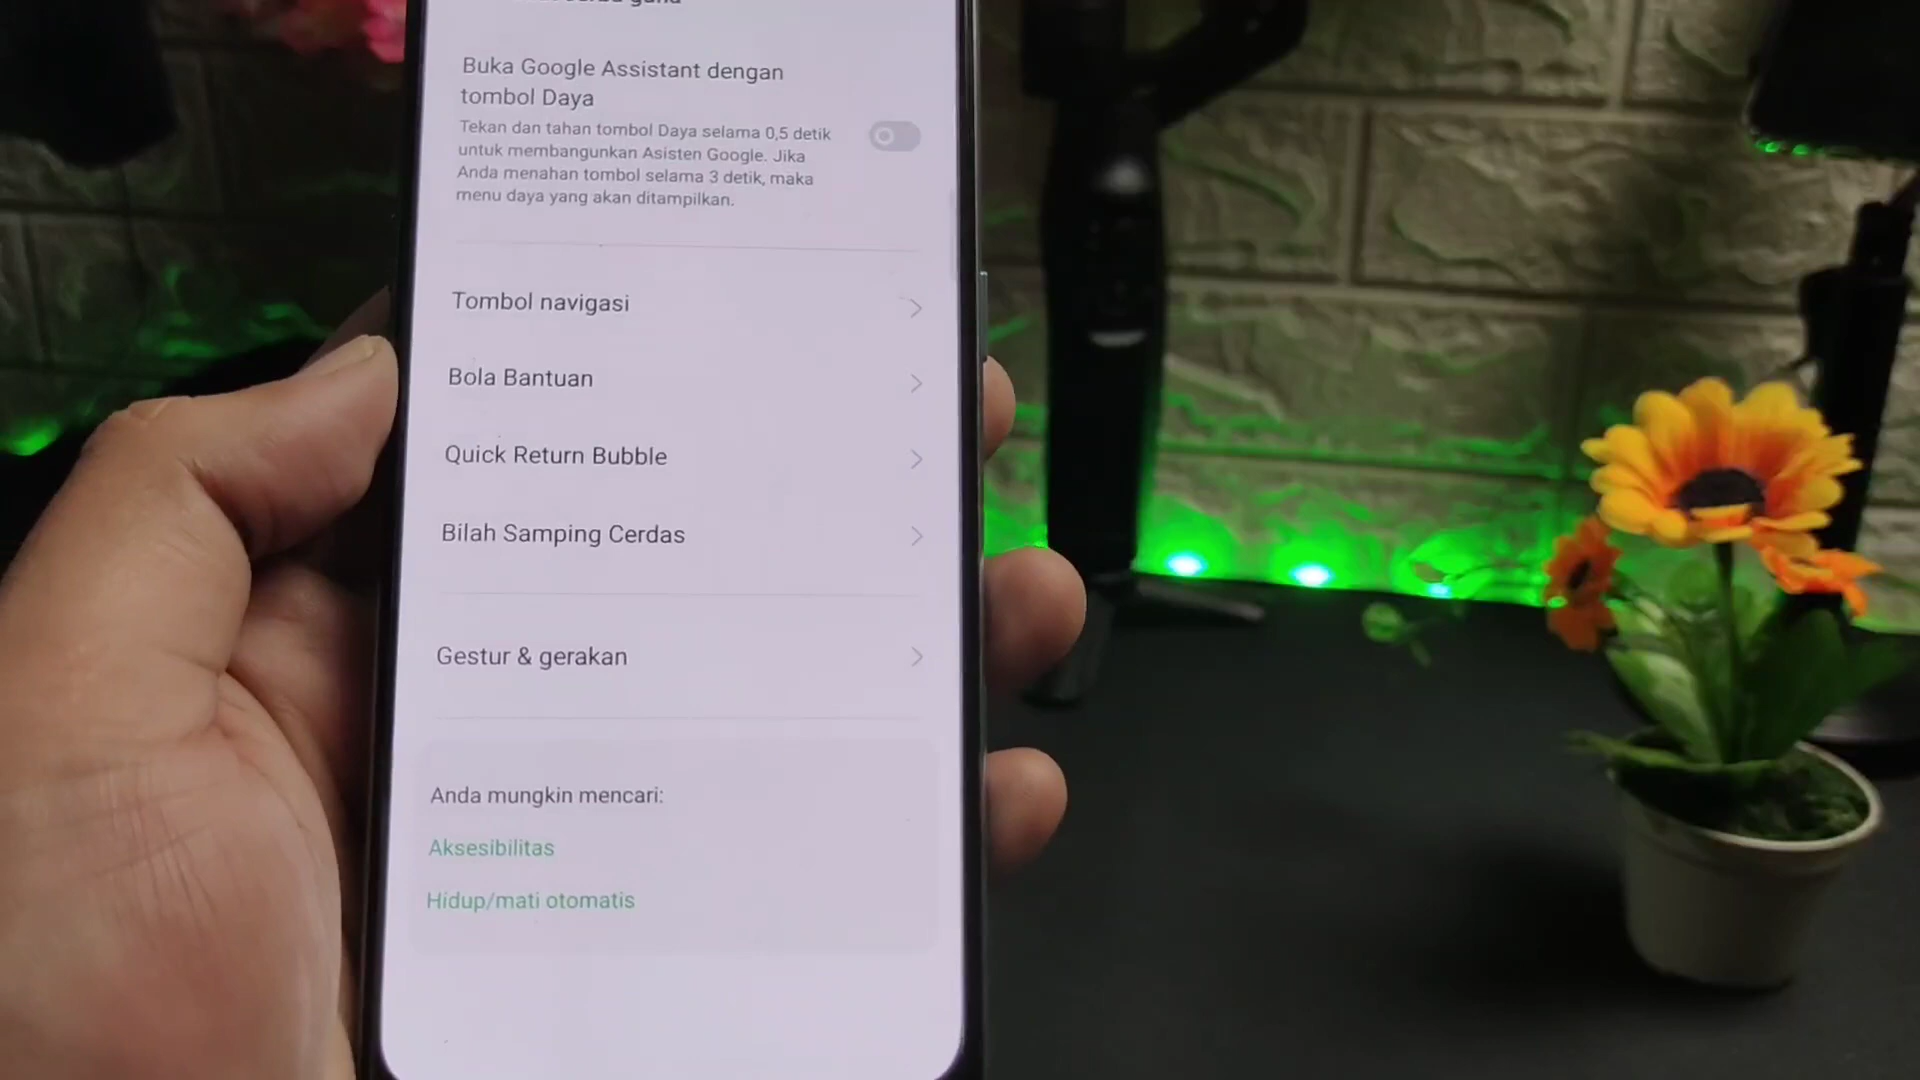 Buka Google Assistant dengan
tombol Daya
Tekan dan tahan tombol Daya selama 0,5 detik
untuk membangunkan Asisten Google. Jika
Anda menahan tombol selama 3 detik, maka
menu daya yang akan ditampilkan.
Tombol navigasi
Bola Bantuan
Quick Return Bubble
Bilah Samping Cerdas
Gestur & gerakan
Anda mungkin mencari:
Aksesibilitas
Hidup/mati otomatis